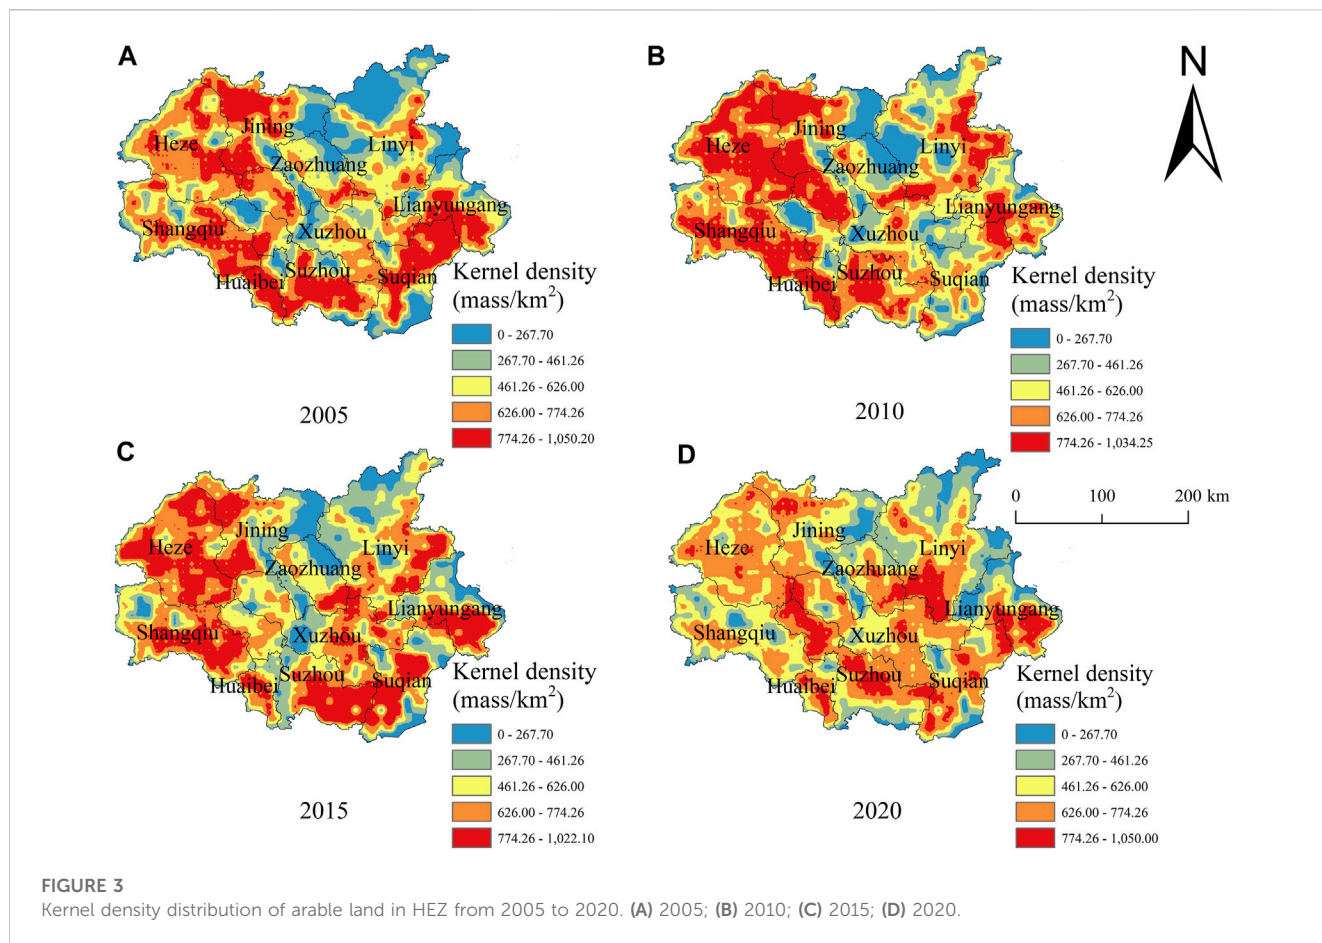 A
Jining
Heze
Linyi
Zaozhuang
Lianyungang
Shangqiu
Xuzhou
Suzhou
Huaibei
Suqian
Kernel density
(mass/km²)
0 - 267.70
267.70 - 461.26
461.26 - 626.00
626.00 - 774.26
774.26 - 1,050.20
2005
B
Jining
Heze
Linyi
Zaozhuang
Lianyungang
Shangqiu
Xuzhou
Suzhou
Huaibei
Suqian
Kernel density
(mass/km²)
0 - 267.70
267.70 - 461.26
461.26 - 626.00
626.00 - 774.26
774.26 - 1,034.25
2010
N
C
Jining
Heze
Linyi
Zaozhuang
Lianyungang
Shangqiu
Xuzhou
Suzhou
Huaibei
Suqian
Kernel density
(mass/km²)
0 - 267.70
267.70 - 461.26
461.26 - 626.00
626.00 - 774.26
774.26 - 1,022.10
2015
D
0 100 200 km
Jining
Heze
Linyi
Zaozhuang
Lianyungang
Shangqiu
Xuzhou
Suzhou
Huaibei
Suqian
Kernel density
(mass/km²)
0 - 267.70
267.70 - 461.26
461.26 - 626.00
626.00 - 774.26
774.26 - 1,050.00
2020
FIGURE 3
Kernel density distribution of arable land in HEZ from 2005 to 2020. (A) 2005; (B) 2010; (C) 2015; (D) 2020.